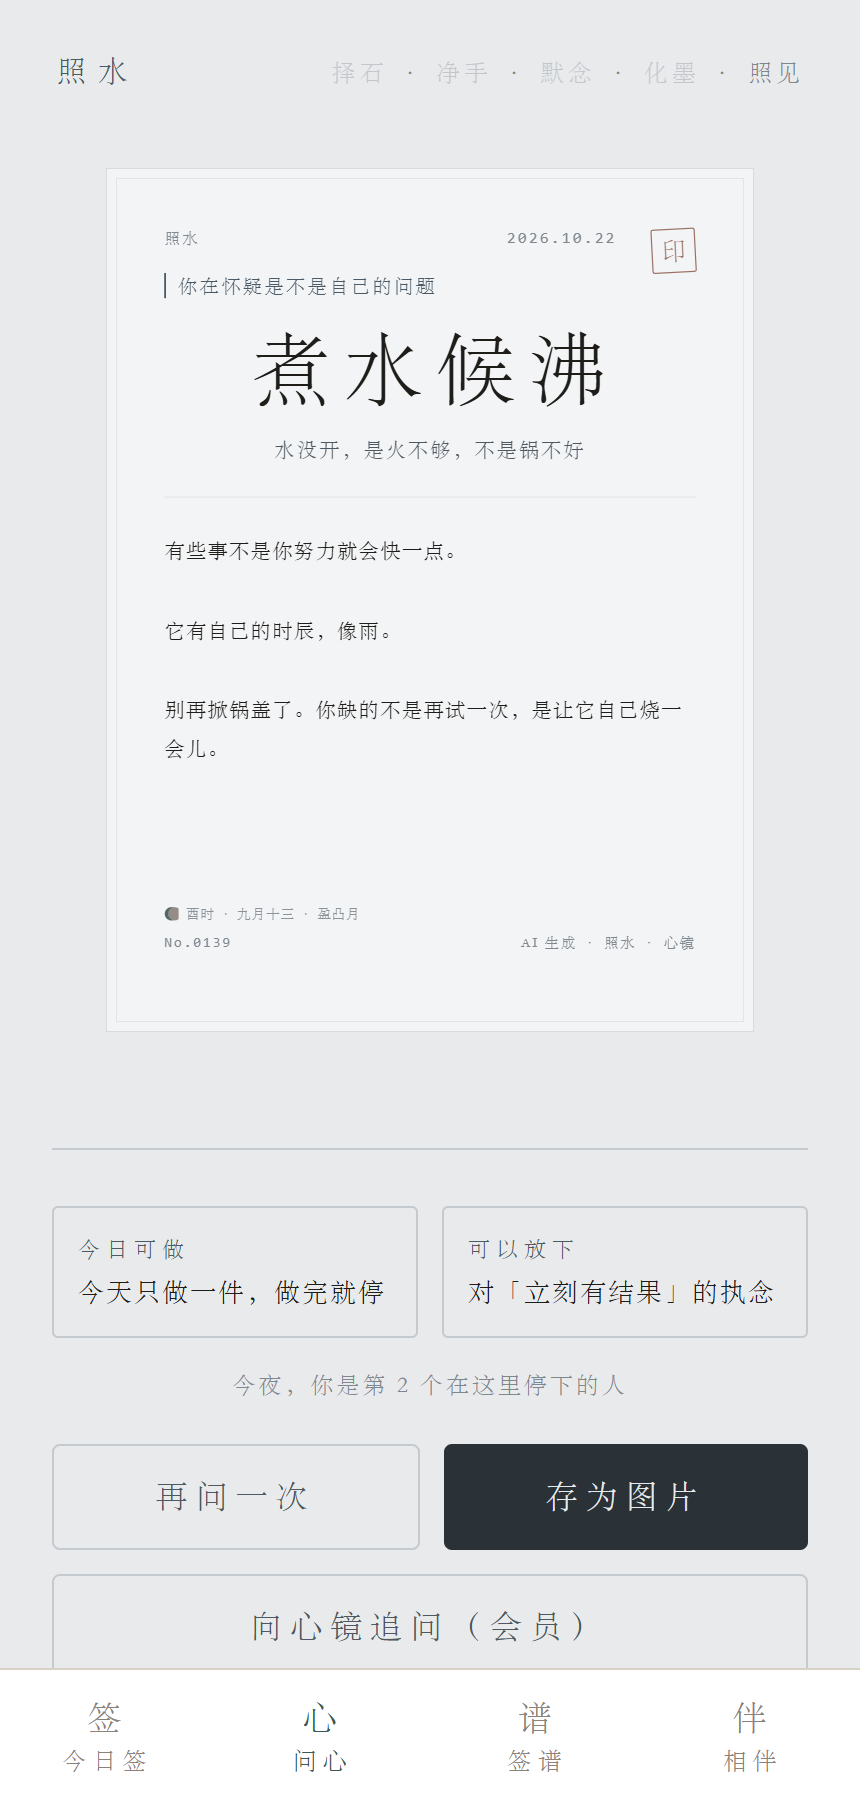 照水
择石 · 净手 · 默念 · 化墨 · 照见
照水
2026.10.22
印
你在怀疑是不是自己的问题
煮水候沸
水没开，是火不够，不是锅不好
有些事不是你努力就会快一点。
它有自己的时辰，像雨。
别再掀锅盖了。你缺的不是再试一次，是让它自己烧一
会儿。
酉时 · 九月十三 · 盈凸月
No.0139
AI 生成 · 照水 · 心镜
今日可做
今天只做一件，做完就停
可以放下
对「立刻有结果」的执念
今夜，你是第 2 个在这里停下的人
再问一次
存为图片
向心镜追问（会员）
签
今日签
心
问心
谱
签谱
伴
相伴